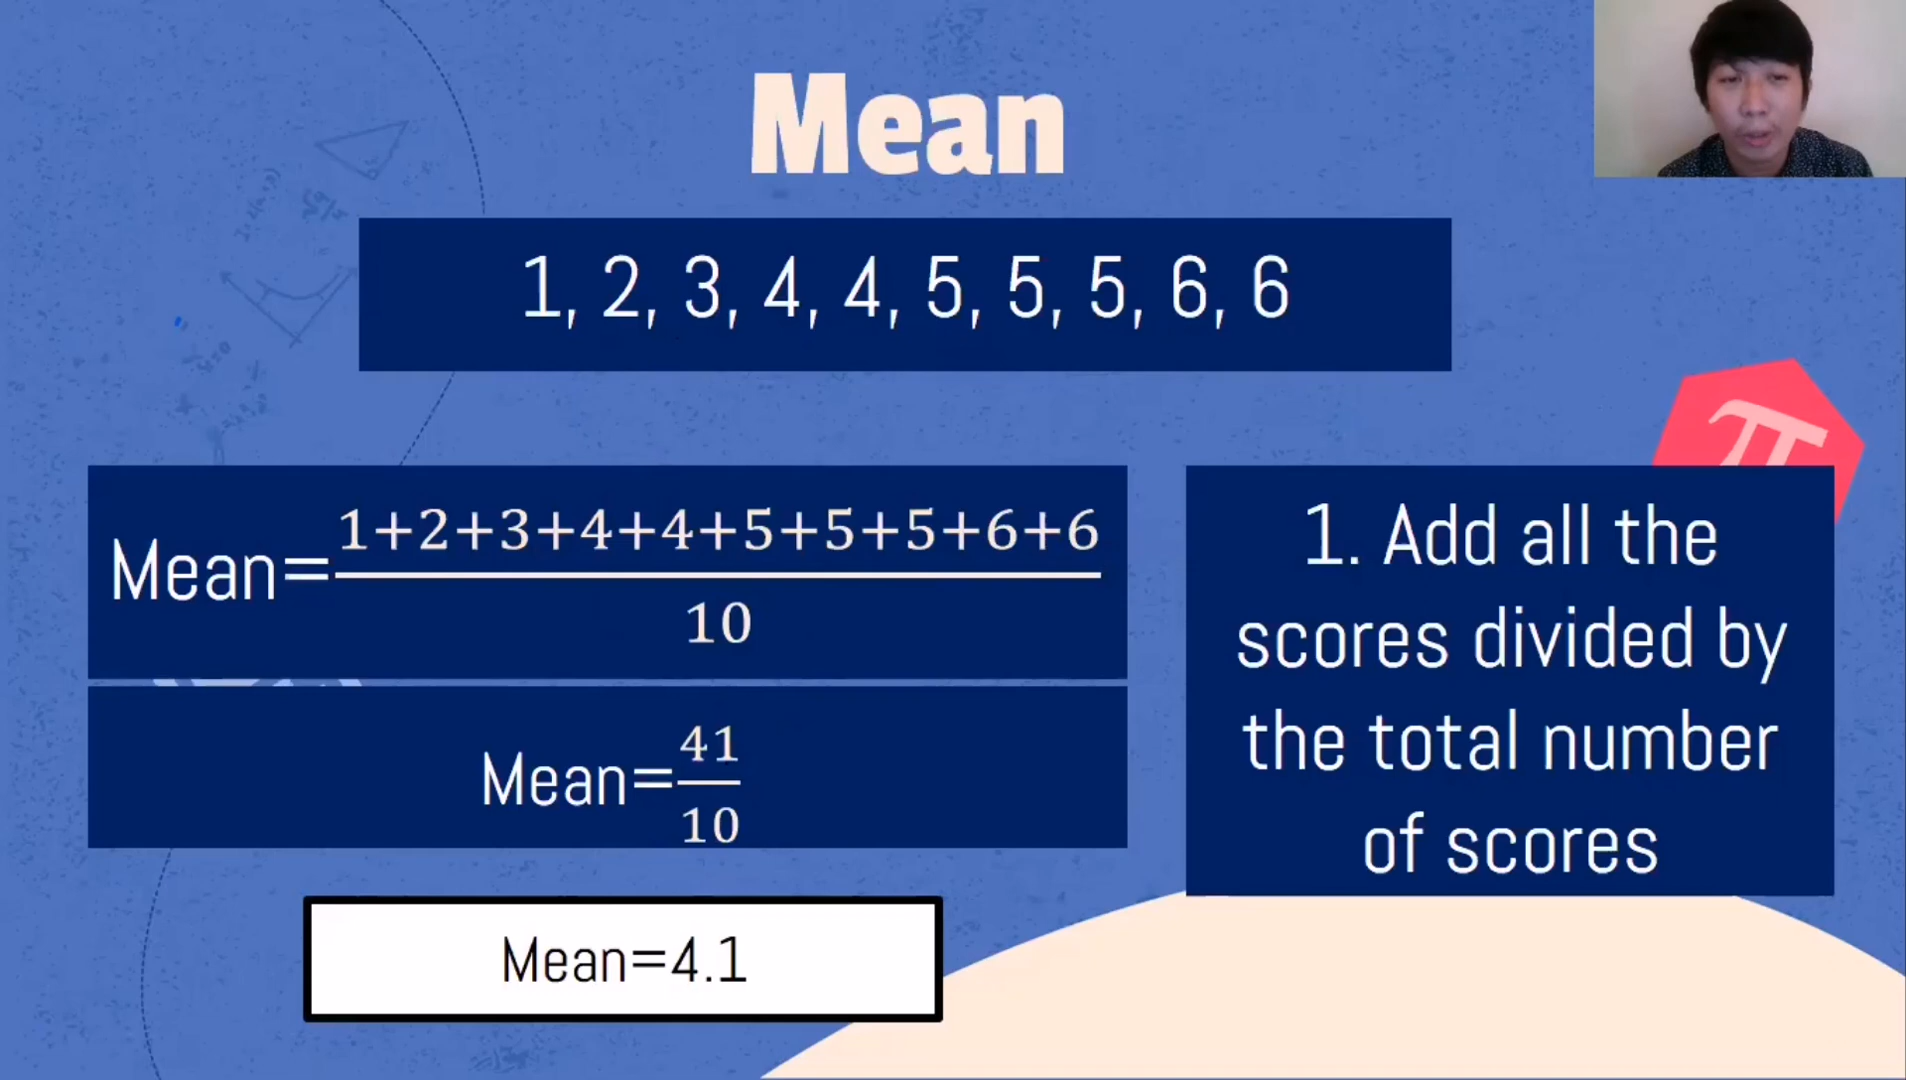 Mean
1, 2, 3, 4, 4, 5, 5, 5, 6, 6
Mean=\frac{1+2+3+4+4+5+5+5+6+6}{10}
Mean=\frac{41}{10}
Mean=4.1
1. Add all the
scores divided by
the total number
of scores
π